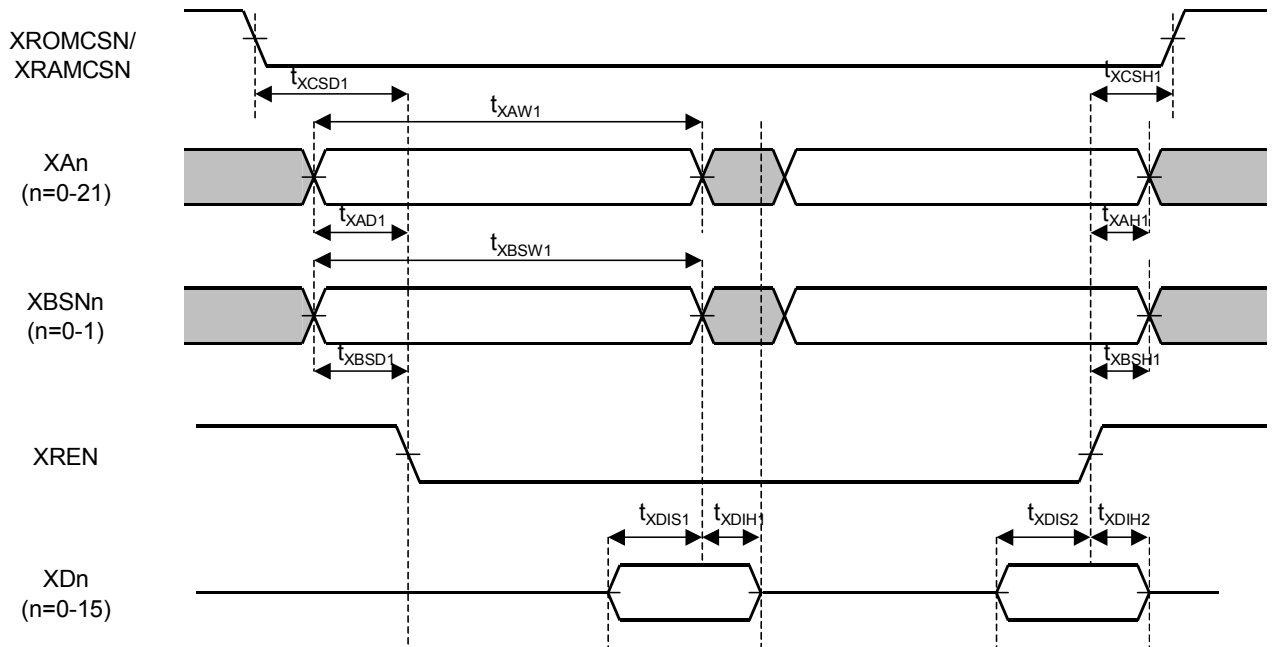 XROMCSN/
XRAMCSN
tXCSD1
tXCSH1
tXAW1
XAn
(n=0-21)
tXAD1
tXAH1
tXBSW1
XBSNn
(n=0-1)
tXBSD1
tXBSH1
XREN
tXDIS1
tXDIH1
tXDIS2
tXDIH2
XDn
(n=0-15)